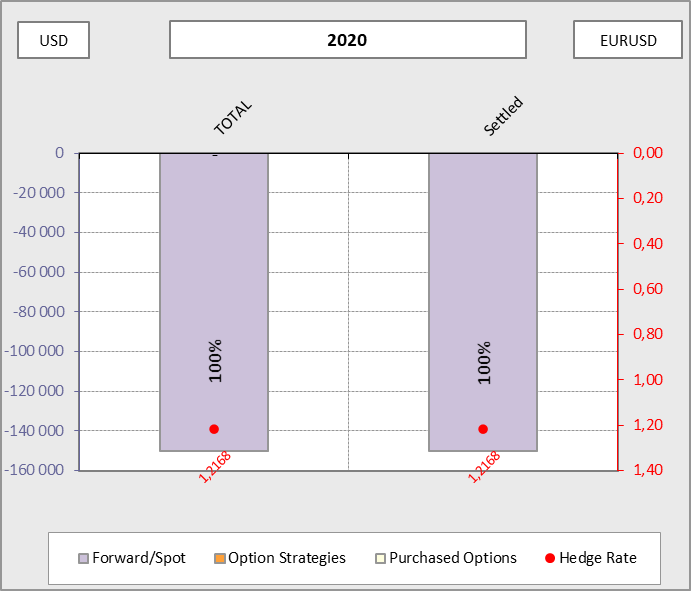 USD
2020
EURUSD
TOTAL
Settled
0
-20 000
-40 000
-60 000
-80 000
-100 000
-120 000
-140 000
-160 000
0,00
0,20
0,40
0,60
0,80
1,00
1,20
1,40
-
100%
100%
1,2168
1,2168
Forward/Spot
Option Strategies
Purchased Options
Hedge Rate